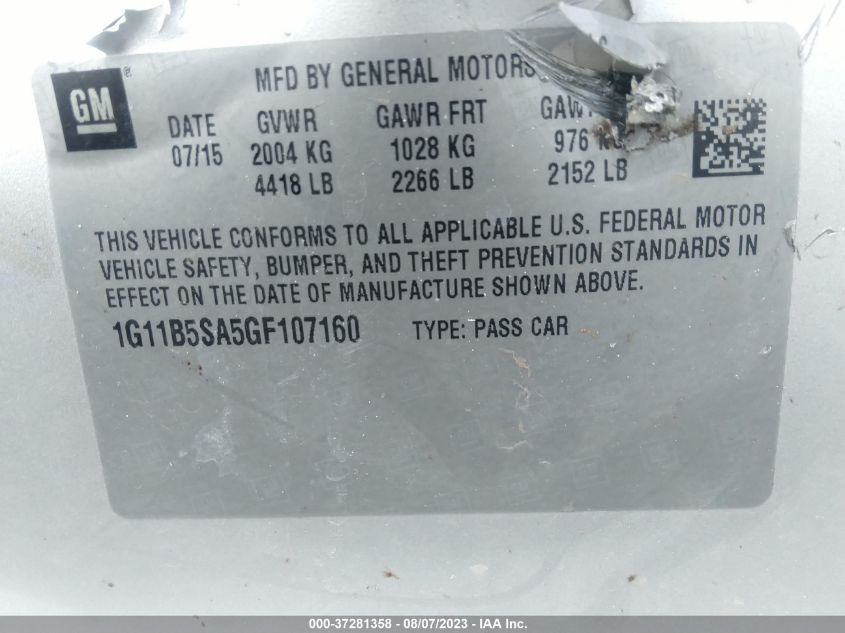 GM ®
MFD BY GENERAL MOTORS
DATE GVWR GAWR FRT
07/15 2004 KG 1028 KG 976
4418 LB 2266 LB 2152 LB
THIS VEHICLE CONFORMS TO ALL APPLICABLE U.S. FEDERAL MOTOR
VEHICLE SAFETY, BUMPER, AND THEFT PREVENTION STANDARDS IN
EFFECT ON THE DATE OF MANUFACTURE SHOWN ABOVE.
1G11B5SA5GF107160 TYPE: PASS CAR
000-37281358 - 08/07/2023 - IAA Inc.